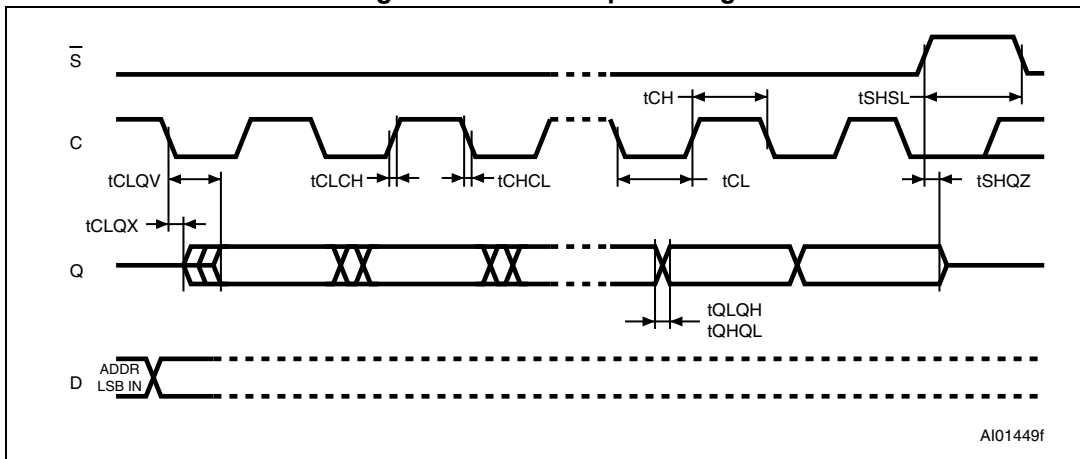 S̅
tCH
tSHSL
C
tCLQV
tCLCH
tCHCL
tCL
tSHQZ
tCLQX
Q
tQLQH
tQHQL
ADDR
D
LSB IN
AI01449f